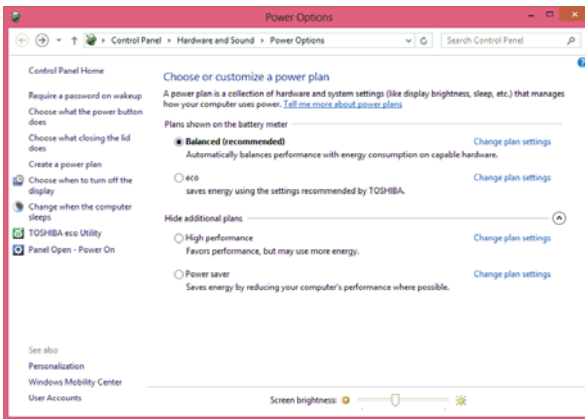 Power Options
Control Panel Hardware and Sound Power Options
Search Control Panel
Control Panel Home
Require a password on wakeup
Choose what the power button
does
Choose what closing the lid
does
Create a power plan
Choose when to turn off the
display
Change when the computer
sleeps
TOSHIBA eco Utility
Panel Open - Power On
See also
Personalization
Windows Mobility Center
User Accounts
Choose or customize a power plan
A power plan is a collection of hardware and system settings (like display brightness, sleep, etc.) that manages
how your computer uses power. Tell me more about power plans
Plans shown on the battery meter
Balanced (recommended) Change plan settings
Automatically balances performance with energy consumption on capable hardware.
eco Change plan settings
saves energy using the settings recommended by TOSHIBA.
Hide additional plans
High performance Change plan settings
Favors performance, but may use more energy.
Power saver Change plan settings
Saves energy by reducing your computer's performance where possible.
Screen brightness: